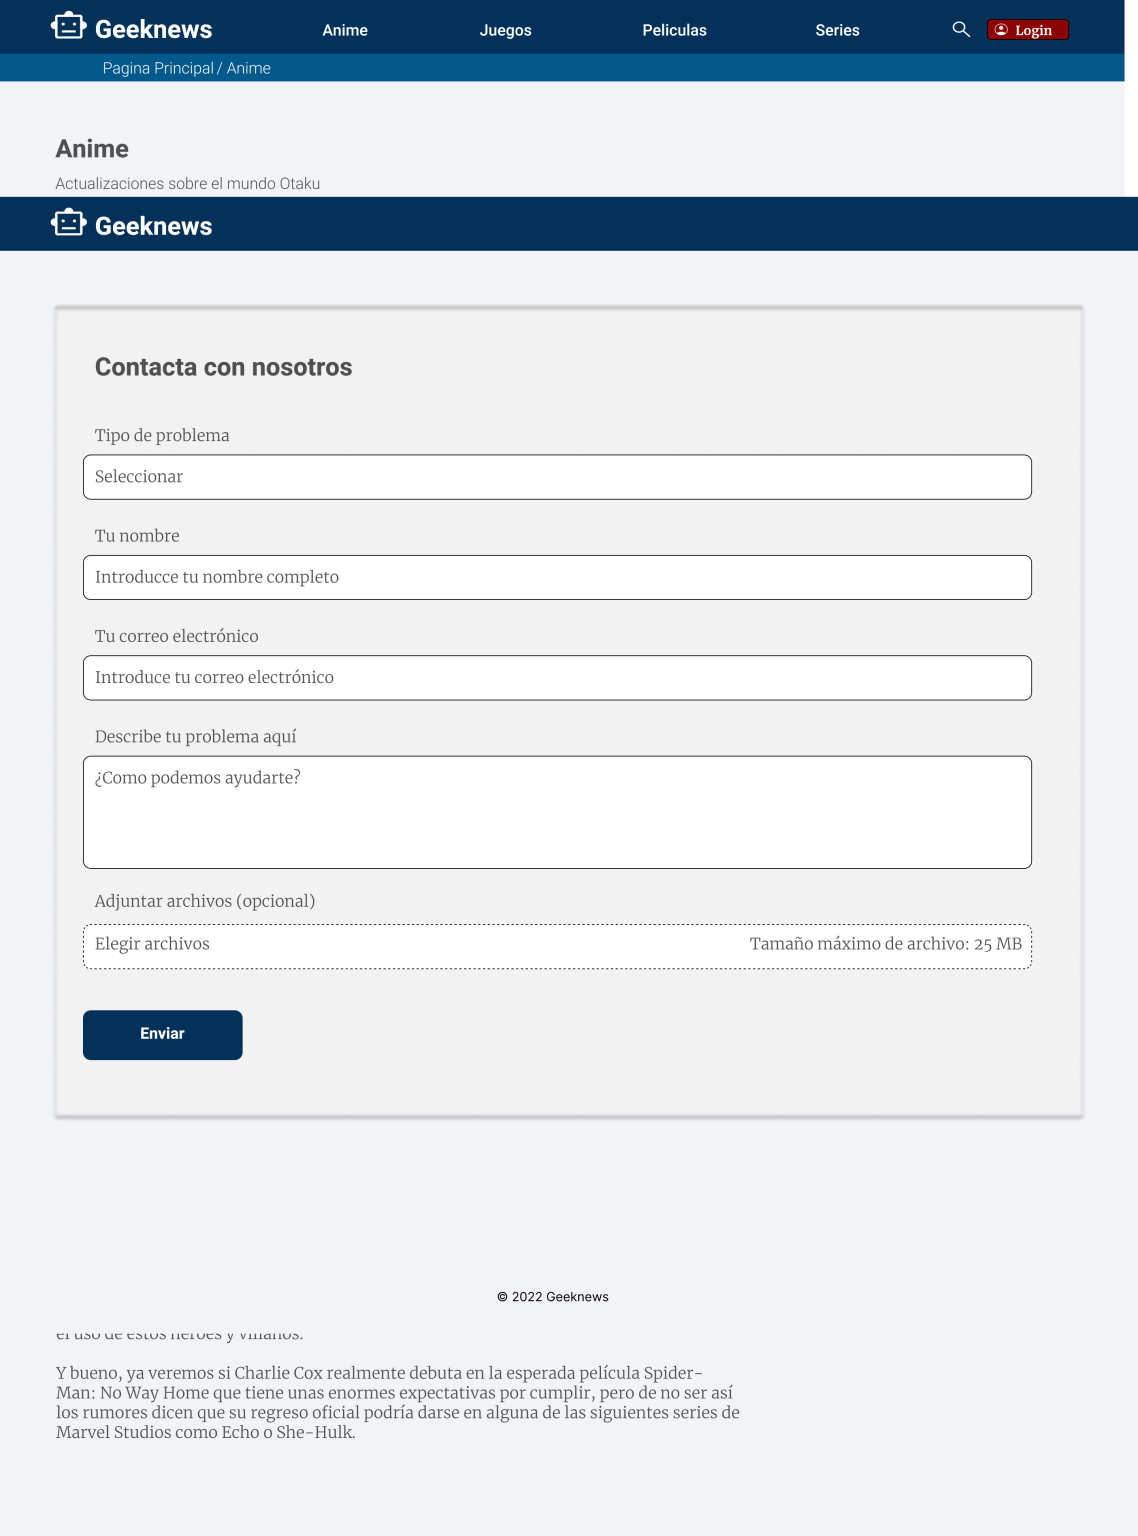 Geeknews
Anime
Juegos
Peliculas
Series
Login
Pagina Principal / Anime
Anime
Actualizaciones sobre el mundo Otaku
Geeknews
Contacta con nosotros
Tipo de problema
Seleccionar
Tu nombre
Introducce tu nombre completo
Tu correo electrónico
Introduce tu correo electrónico
Describe tu problema aquí
¿Como podemos ayudarte?
Adjuntar archivos (opcional)
Elegir archivos
Tamaño máximo de archivo: 25 MB
Enviar
© 2022 Geeknews
el uso de estos héroes y villanos.
Y bueno, ya veremos si Charlie Cox realmente debuta en la esperada película Spider-
Man: No Way Home que tiene unas enormes expectativas por cumplir, pero de no ser así
los rumores dicen que su regreso oficial podría darse en alguna de las siguientes series de
Marvel Studios como Echo o She-Hulk.